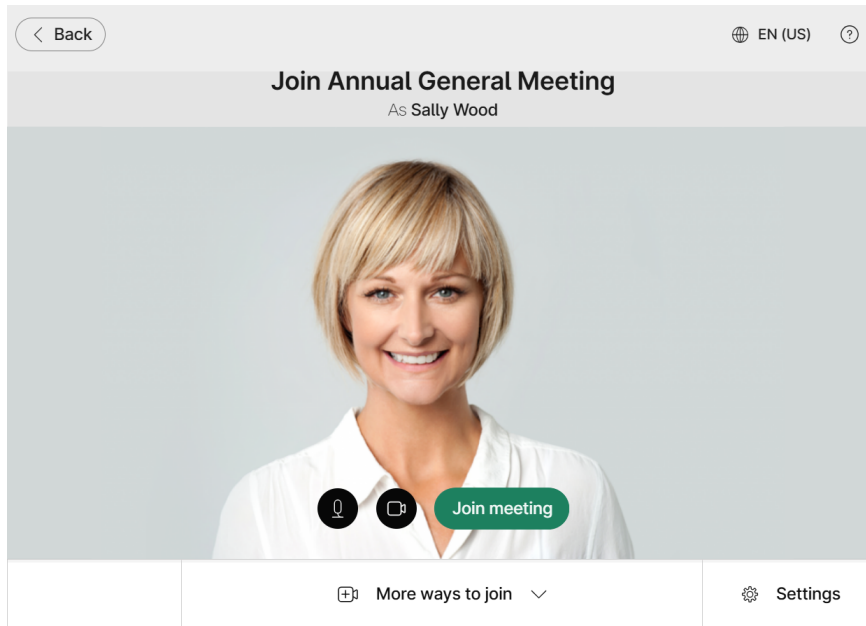 Back
EN (US)
Join Annual General Meeting
As Sally Wood
Join meeting
More ways to join
Settings